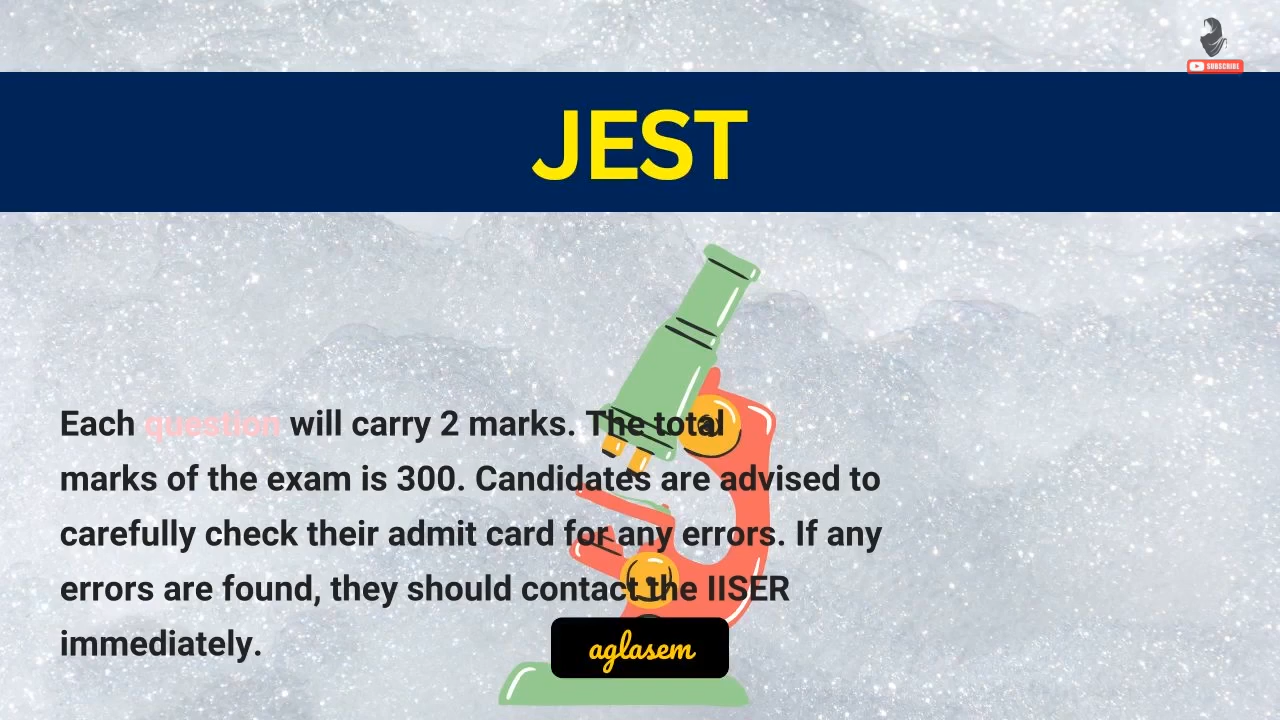 SUBSCRIBE
JEST
Each question will carry 2 marks. The total
marks of the exam is 300. Candidates are advised to
carefully check their admit card for any errors. If any
errors are found, they should contact the IISER
immediately.
aglasem